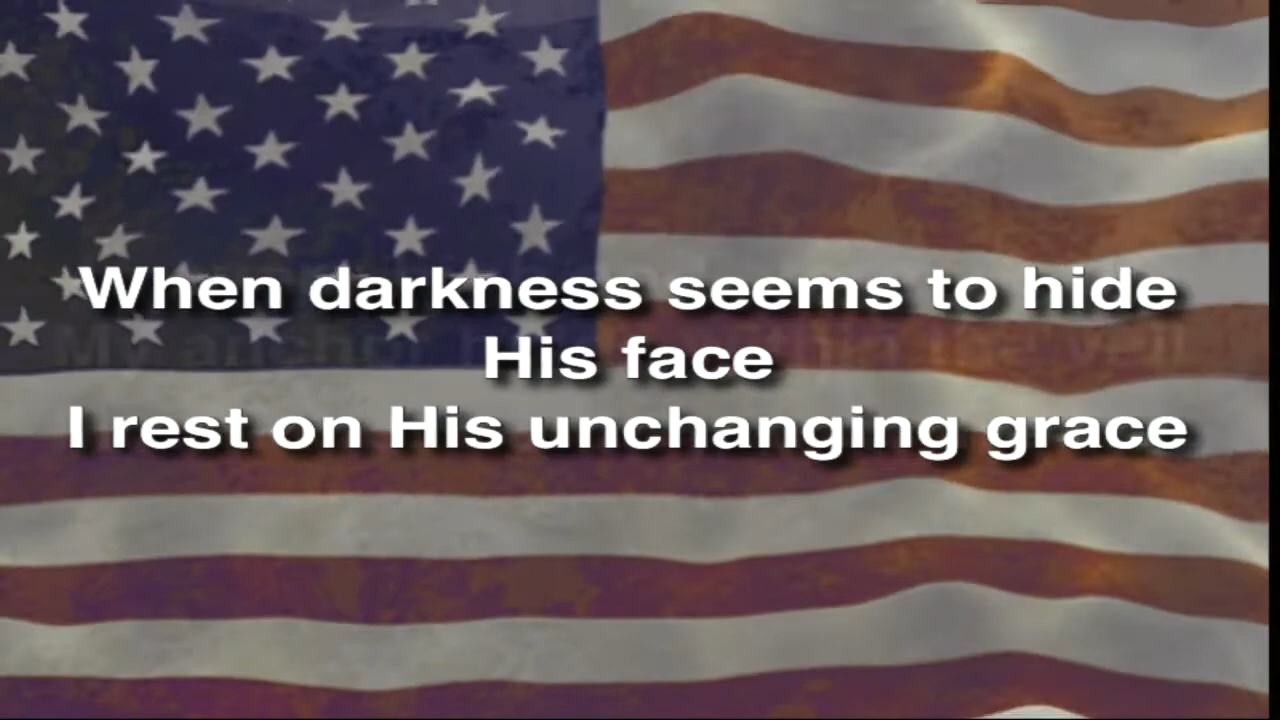 When darkness seems to hide
His face
I rest on His unchanging grace